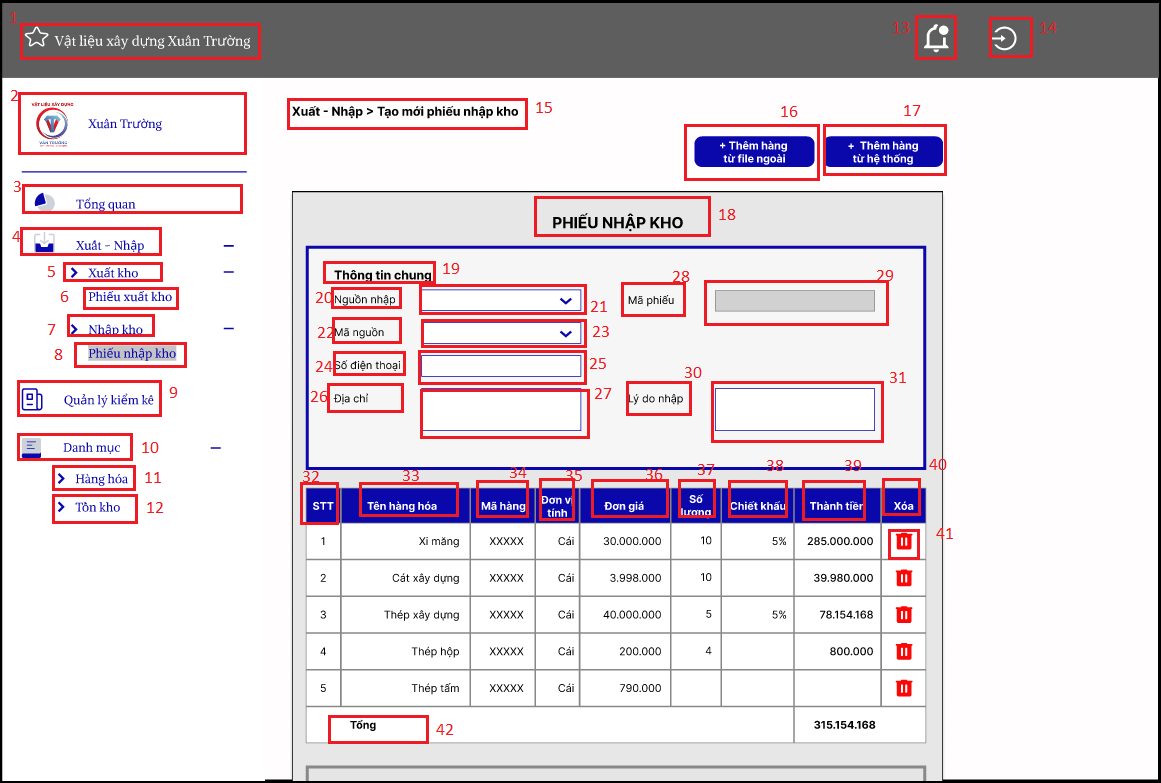 1
Vật liệu xây dựng Xuân Trường
13
14
2
VẬT LIỆU XÂY DỰNG
VÂN TRƯỜNG
Xuân Trường
3
Tổng quan
4
Xuất - Nhập
5
Xuất kho
6
Phiếu xuất kho
7
Nhập kho
8
Phiếu nhập kho
Quản lý kiểm kê
9
Danh mục
10
Hàng hóa
11
Tồn kho
12
Xuất - Nhập > Tạo mới phiếu nhập kho
15
16
17
+ Thêm hàng
từ file ngoài
+ Thêm hàng
từ hệ thống
PHIẾU NHẬP KHO
18
Thông tin chung
19
20
Nguồn nhập
21
28
Mã phiếu
29
22
Mã nguồn
23
24
Số điện thoại
25
26
Địa chỉ
27
30
Lý do nhập
31
32 33 34 35 36 37 38 39 40
STT Tên hàng hóa Mã hàng Đơn vị tính Đơn giá Số lượng Chiết khấu Thành tiền Xóa
1 Xi măng XXXXX Cái 30.000.000 10 5% 285.000.000
41
2 Cát xây dựng XXXXX Cái 3.998.000 10 39.980.000
3 Thép xây dựng XXXXX Cái 40.000.000 5 5% 78.154.168
4 Thép hộp XXXXX Cái 200.000 4 800.000
5 Thép tấm XXXXX Cái 790.000
Tổng
42
315.154.168